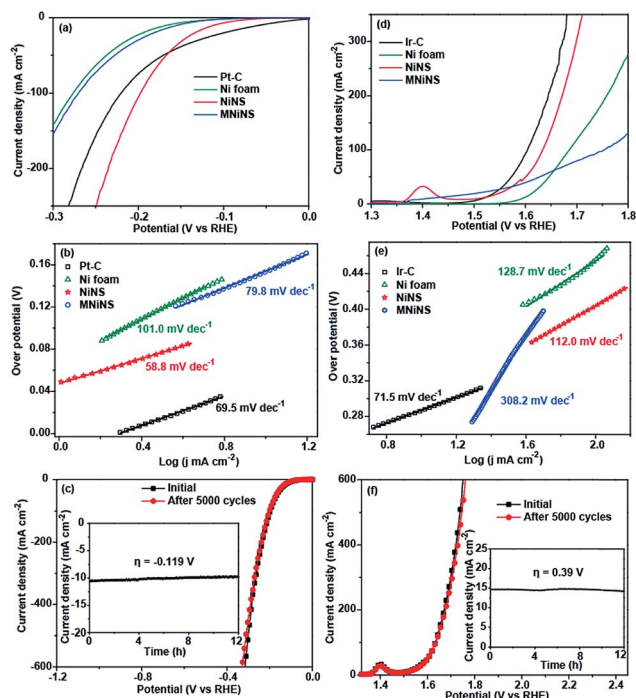 (a)
Current density (mA cm-2)
0
-100
-200
Pt-C
Ni foam
NiNS
MNiNS
-0.3 -0.2 -0.1 0.0
Potential (V vs RHE)
(d)
Current density (mA cm-2)
300
200
100
0
Ir-C
Ni foam
NiNS
MNiNS
1.3 1.4 1.5 1.6 1.7 1.8
Potential (V vs RHE)
(b)
Over potential (V)
0.16
0.12
0.08
0.04
0.00
Pt-C
Ni foam
NiNS
MNiNS
79.8 mV dec-1
101.0 mV dec-1
58.8 mV dec-1
69.5 mV dec-1
0.0 0.4 0.8 1.2
Log (j mA cm-2)
(e)
Over potential (V)
0.44
0.40
0.36
0.32
0.28
Ir-C
Ni foam
NiNS
MNiNS
128.7 mV dec-1
112.0 mV dec-1
71.5 mV dec-1
308.2 mV dec-1
0.8 1.2 1.6 2.0
Log (j mA cm-2)
(c)
Current density (mA cm-2)
0
-100
-200
-300
-400
-500
-600
Initial
After 5000 cycles
Current density (mA cm-2)
0
-5
-10
-15
-20
η = -0.119 V
0 4 8 12
Time (h)
-1.2 -0.9 -0.6 -0.3 0.0
Potential (V vs RHE)
(f)
Current density (mA cm-2)
600
400
200
0
Initial
After 5000 cycles
Current density (mA cm-2)
25
20
15
10
5
0
η = 0.39 V
0 4 8 12
Time (h)
1.4 1.6 1.8 2.0 2.2 2.4
Potential (V vs RHE)